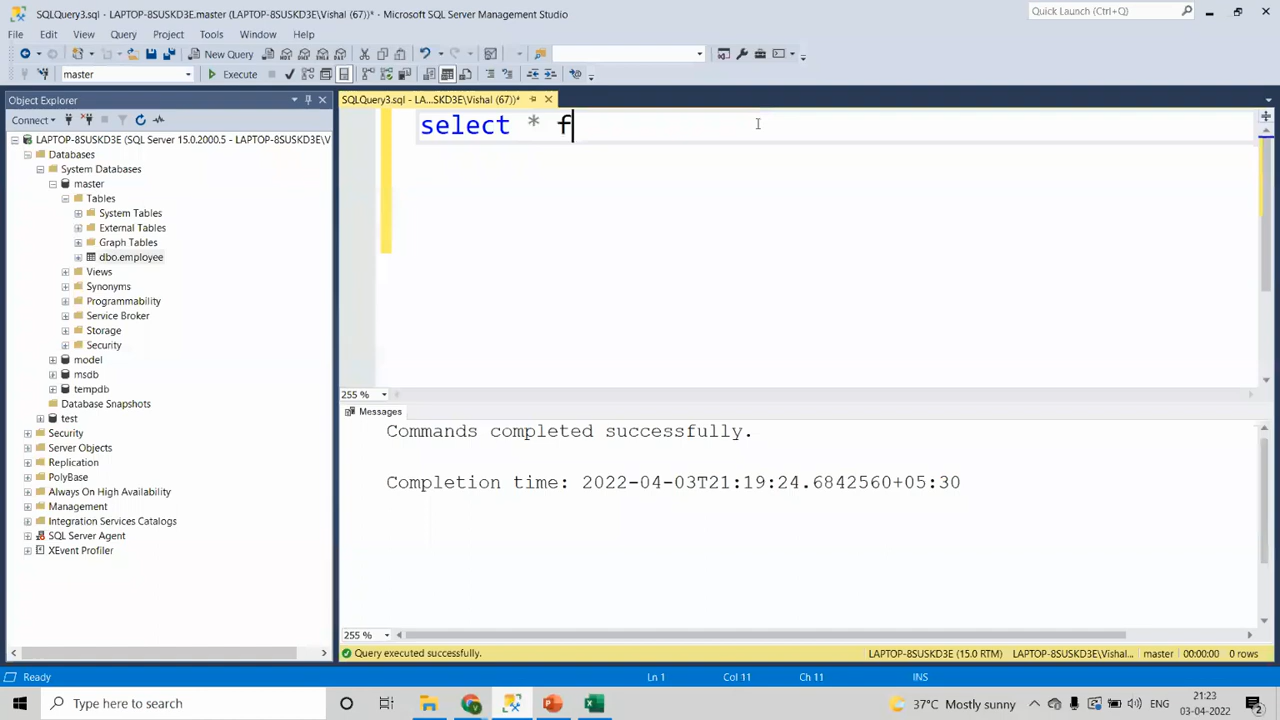 SQLQuery3.sql - LAPTOP-8SUSKD3E.master (LAPTOP-8SUSKD3E\Vishal (67))* - Microsoft SQL Server Management Studio
Quick Launch (Ctrl+Q)
File Edit View Query Project Tools Window Help
New Query
master
Execute
Object Explorer
SQLQuery3.sql - LA...SKD3E\Vishal (67))*
Connect
select * f
LAPTOP-8SUSKD3E (SQL Server 15.0.2000.5 - LAPTOP-8SUSKD3E\V
Databases
System Databases
master
Tables
System Tables
External Tables
Graph Tables
dbo.employee
Views
Synonyms
Programmability
Service Broker
Storage
Security
model
msdb
tempdb
Database Snapshots
test
Security
Server Objects
Replication
PolyBase
Always On High Availability
Management
Integration Services Catalogs
SQL Server Agent
XEvent Profiler
255 %
Messages
Commands completed successfully.
Completion time: 2022-04-03T21:19:24.6842560+05:30
255 %
Query executed successfully.
LAPTOP-8SUSKD3E (15.0 RTM) LAPTOP-8SUSKD3E\Vishal... master 00:00:00 0 rows
Ready
Ln 1 Col 11 Ch 11 INS
Type here to search
37°C Mostly sunny
ENG
21:23
03-04-2022
2